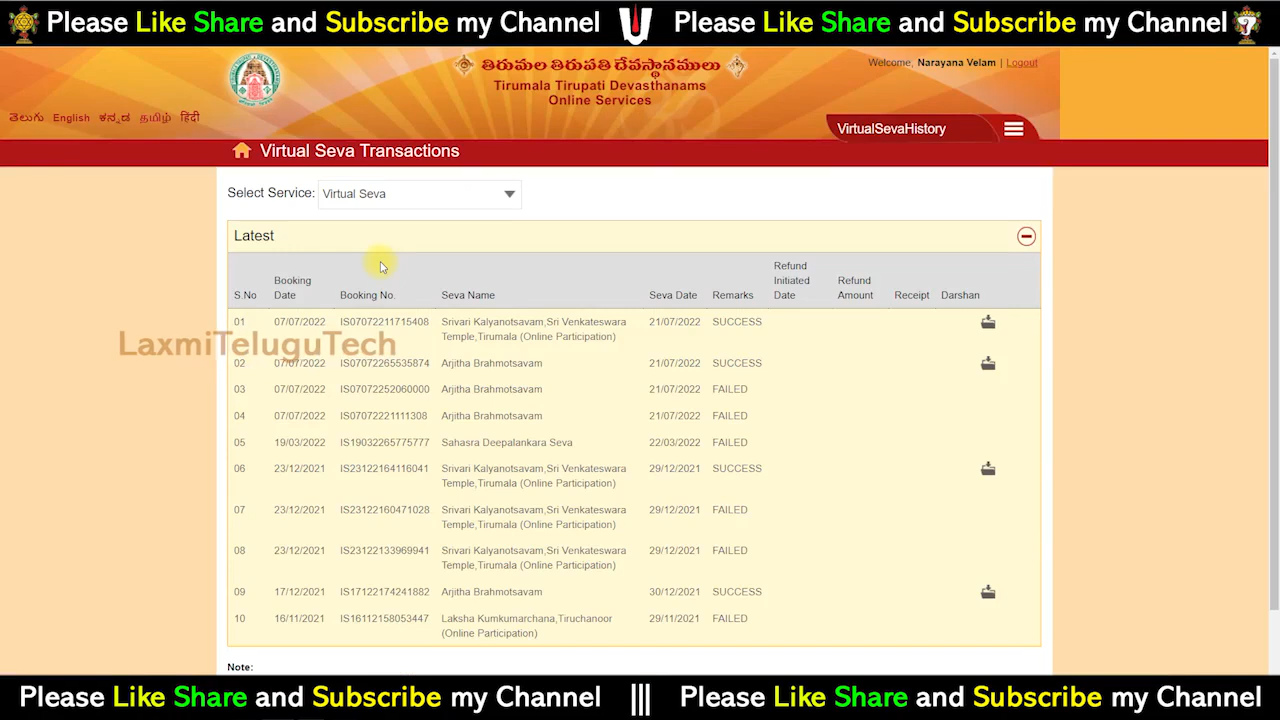 Please Like Share and Subscribe my Channel Please Like Share and Subscribe my Channel
తిరుమల తిరుపతి దేవస్థానములు
Tirumala Tirupati Devasthanams
Online Services
Welcome, Narayana Velam | Logout
తెలుగు English ಕನ್ನಡ தமிழ் हिंदी
VirtualSevaHistory
Virtual Seva Transactions
Select Service: Virtual Seva
Latest
S.No Booking Date Booking No. Seva Name Seva Date Remarks Refund Initiated Date Refund Amount Receipt Darshan
01 07/07/2022 IS07072211715408 Srivari Kalyanotsavam,Sri Venkateswara 21/07/2022 SUCCESS
Temple,Tirumala (Online Participation)
LaxmiTeluguTech
02 07/07/2022 IS07072265535874 Arjitha Brahmotsavam 21/07/2022 SUCCESS
03 07/07/2022 IS07072252060000 Arjitha Brahmotsavam 21/07/2022 FAILED
04 07/07/2022 IS07072221111308 Arjitha Brahmotsavam 21/07/2022 FAILED
05 19/03/2022 IS19032265775777 Sahasra Deepalankara Seva 22/03/2022 FAILED
06 23/12/2021 IS23122164116041 Srivari Kalyanotsavam,Sri Venkateswara 29/12/2021 SUCCESS
Temple,Tirumala (Online Participation)
07 23/12/2021 IS23122160471028 Srivari Kalyanotsavam,Sri Venkateswara 29/12/2021 FAILED
Temple,Tirumala (Online Participation)
08 23/12/2021 IS23122133969941 Srivari Kalyanotsavam,Sri Venkateswara 29/12/2021 FAILED
Temple,Tirumala (Online Participation)
09 17/12/2021 IS17122174241882 Arjitha Brahmotsavam 30/12/2021 SUCCESS
10 16/11/2021 IS16112158053447 Laksha Kumkumarchana,Tiruchanoor 29/11/2021 FAILED
(Online Participation)
Note:
Please Like Share and Subscribe my Channel ||| Please Like Share and Subscribe my Channel